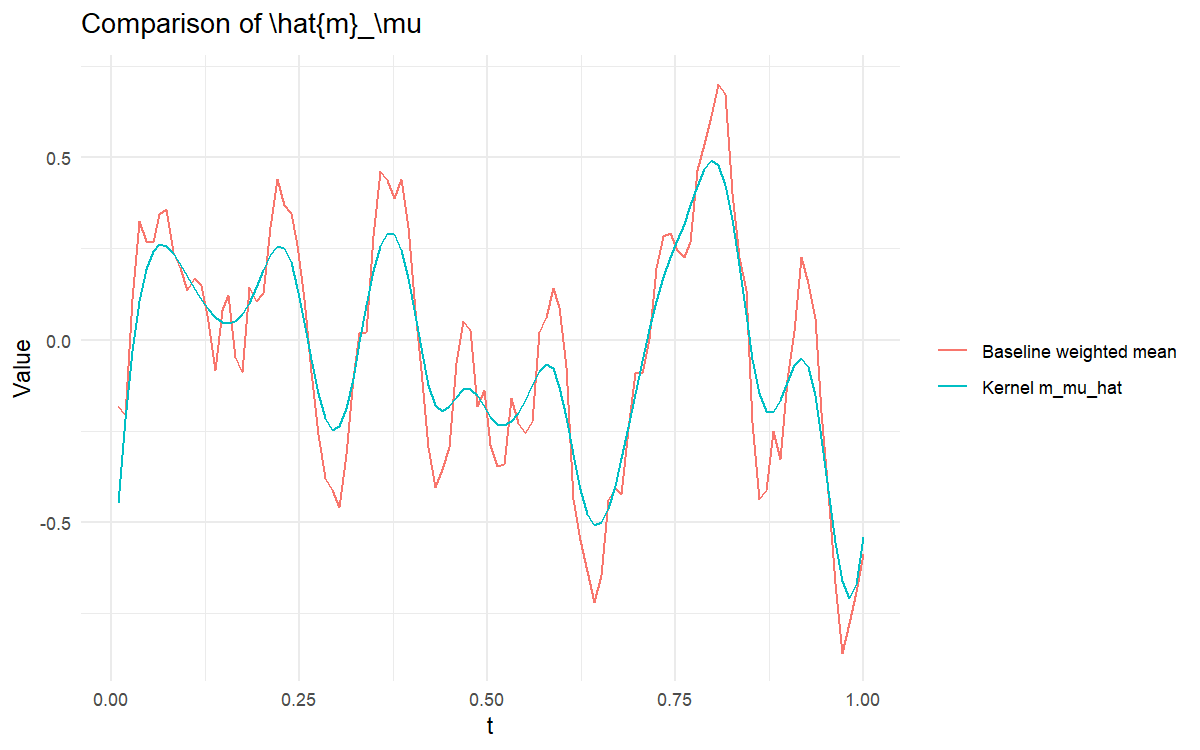 Comparison of \hat{m}_\mu
Value
0.5
0.0
-0.5
0.00
0.25
0.50
0.75
1.00
t
Baseline weighted mean
Kernel m_mu_hat